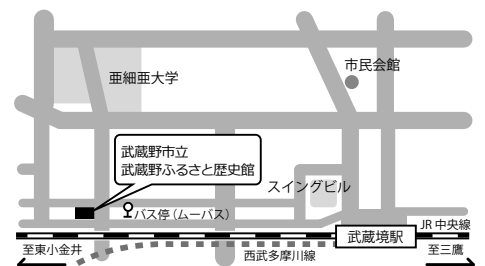 市民会館
亜細亜大学
武蔵野市立
武蔵野ふるさと歴史館
スイングビル
バス停（ムーバス）
JR中央線
武蔵境駅
至東小金井
西武多摩川線
至三鷹